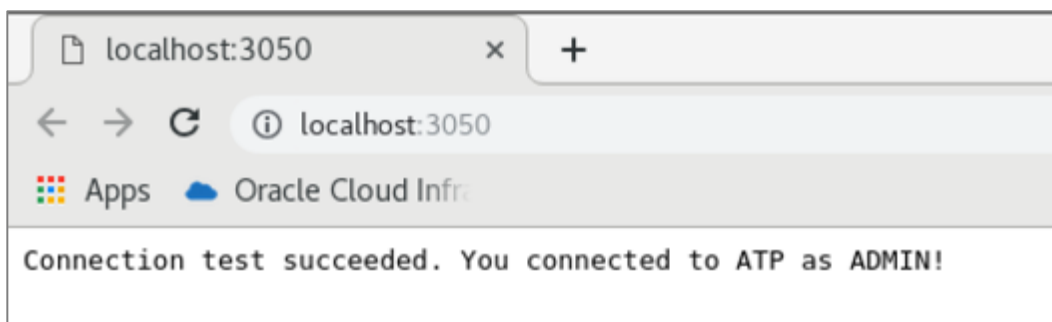 localhost:3050
localhost:3050
Apps Oracle Cloud Infr
Connection test succeeded. You connected to ATP as ADMIN!